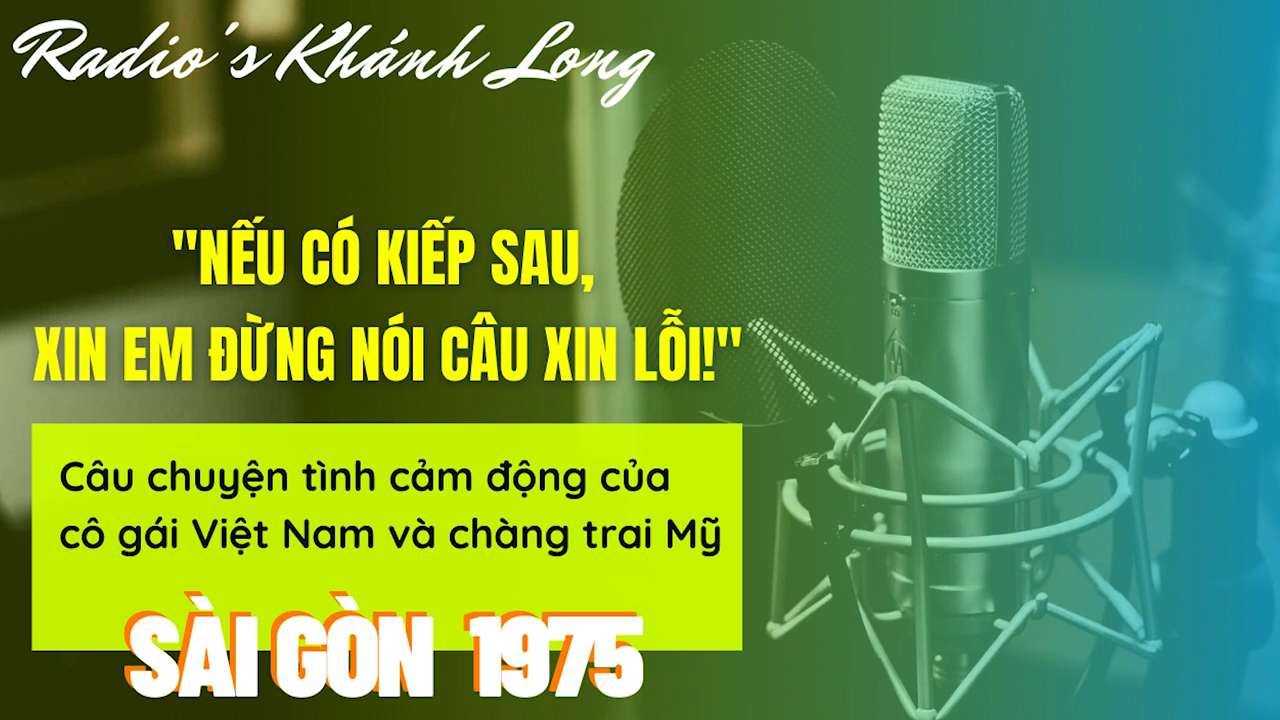 Radio's Khánh Long
"NẾU CÓ KIẾP SAU,
XIN EM ĐỪNG NÓI CÂU XIN LỖI!"
Câu chuyện tình cảm động của
cô gái Việt Nam và chàng trai Mỹ
SÀI GÒN 1975